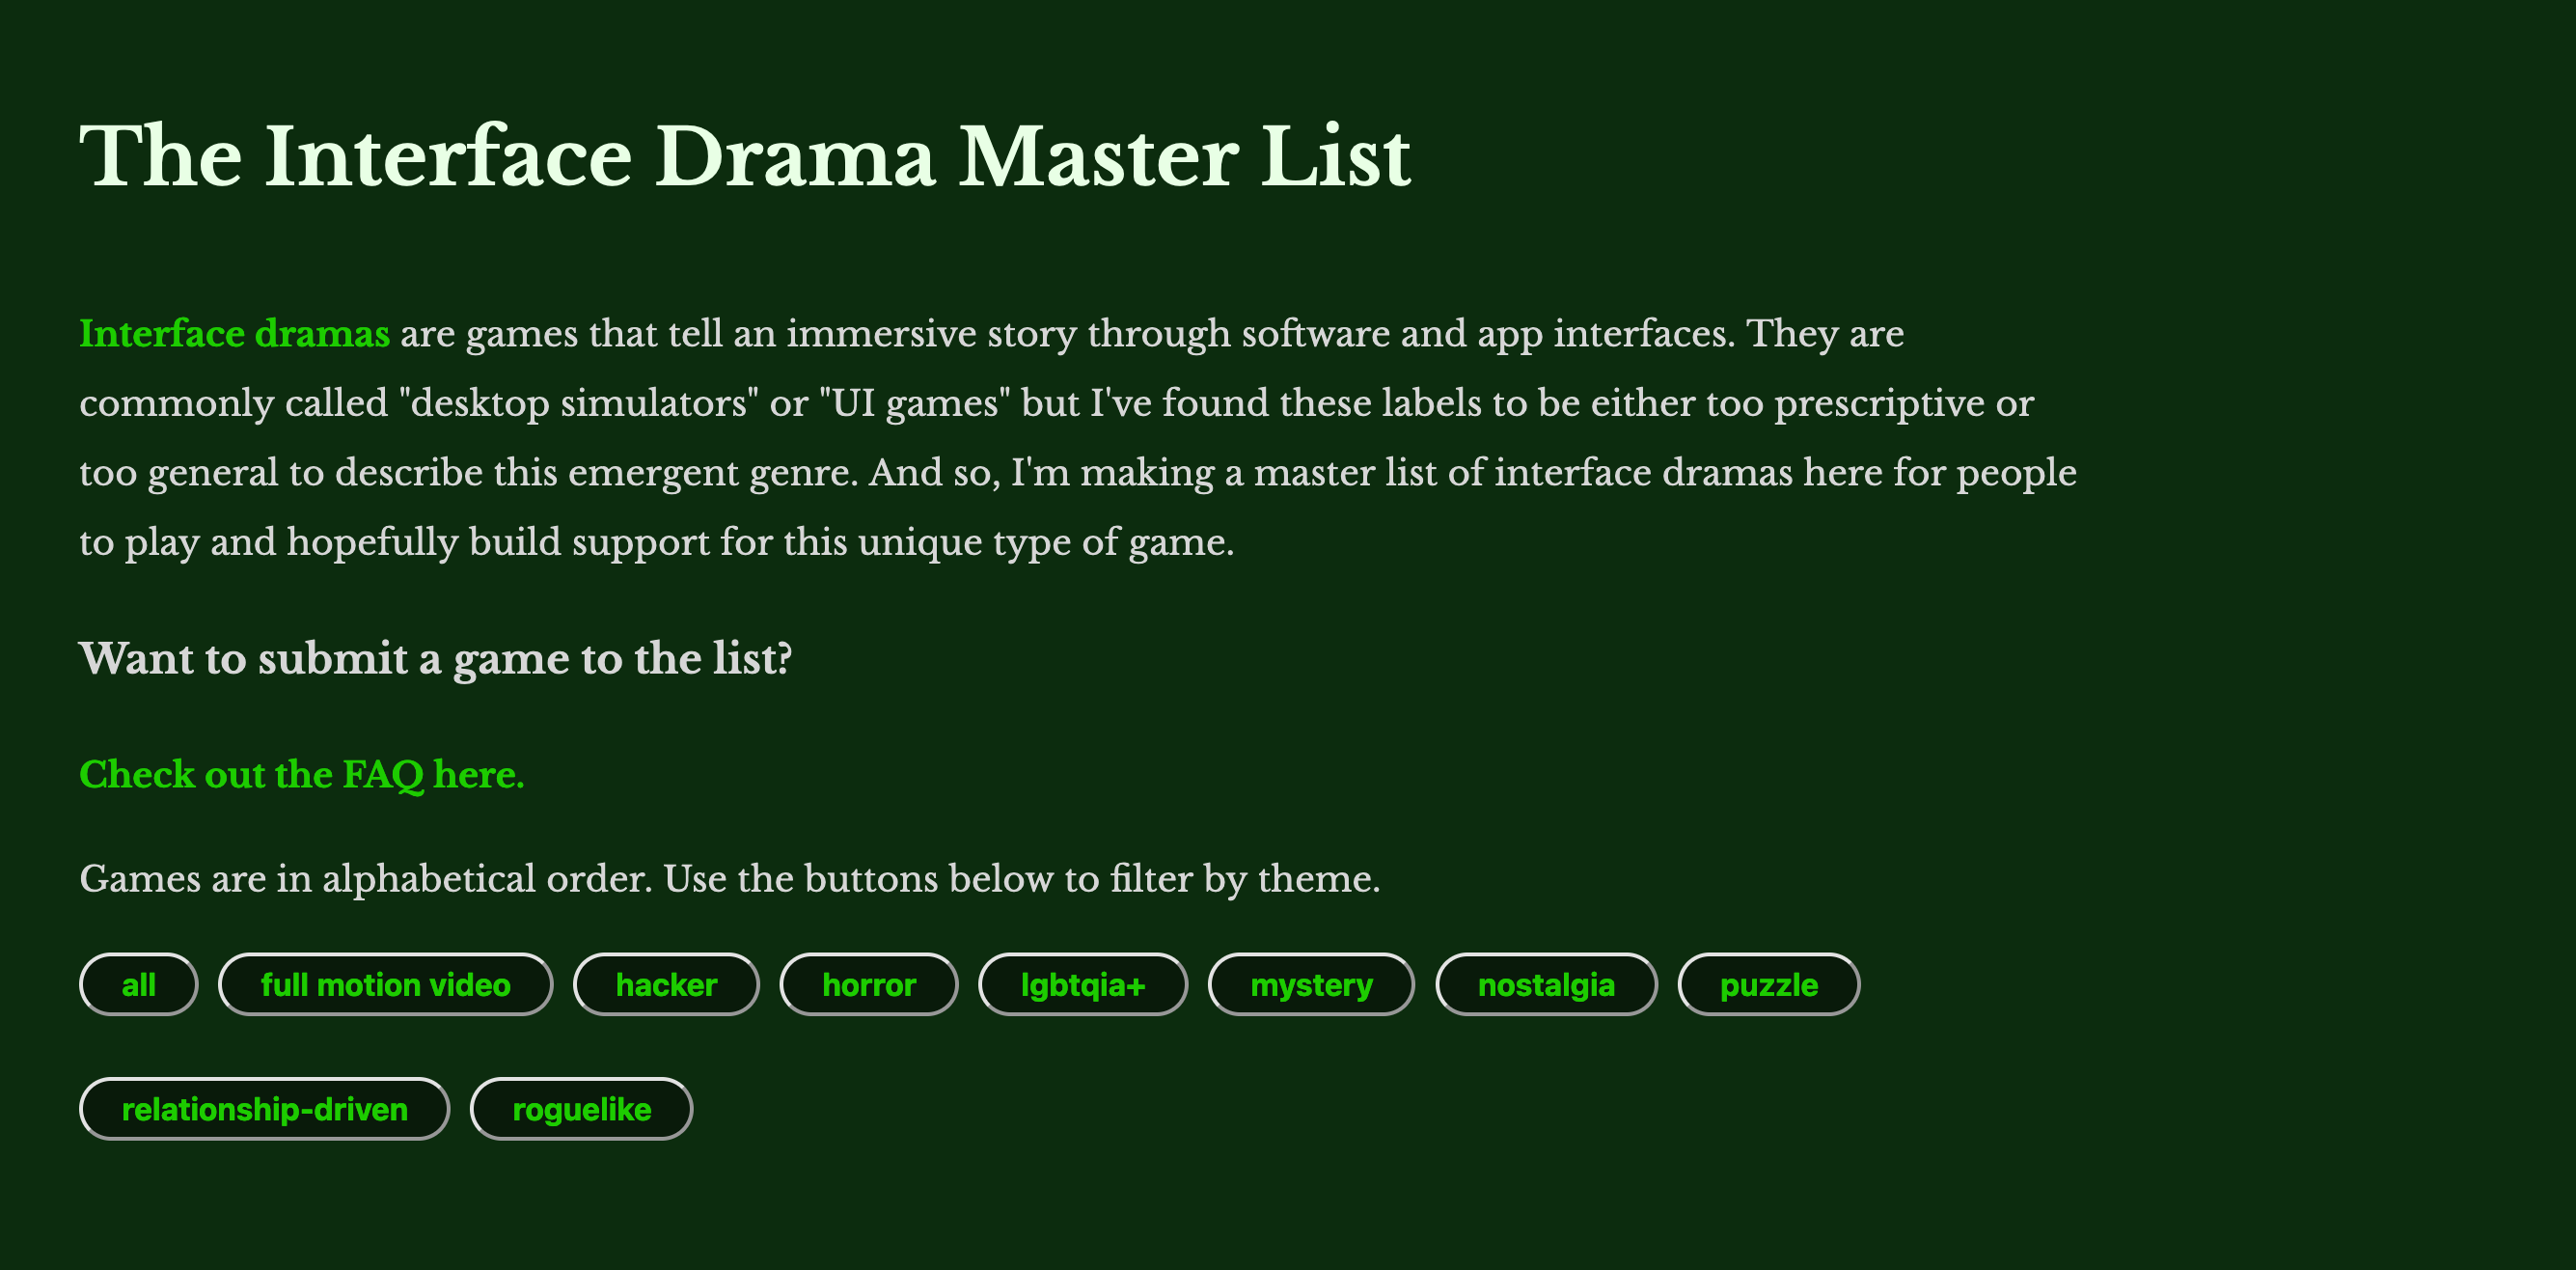 The Interface Drama Master List
Interface dramas are games that tell an immersive story through software and app interfaces. They are
commonly called "desktop simulators" or "UI games" but I've found these labels to be either too prescriptive or
too general to describe this emergent genre. And so, I'm making a master list of interface dramas here for people
to play and hopefully build support for this unique type of game.
Want to submit a game to the list?
Check out the FAQ here.
Games are in alphabetical order. Use the buttons below to filter by theme.
all full motion video hacker horror lgbtqia+ mystery nostalgia puzzle
relationship-driven roguelike